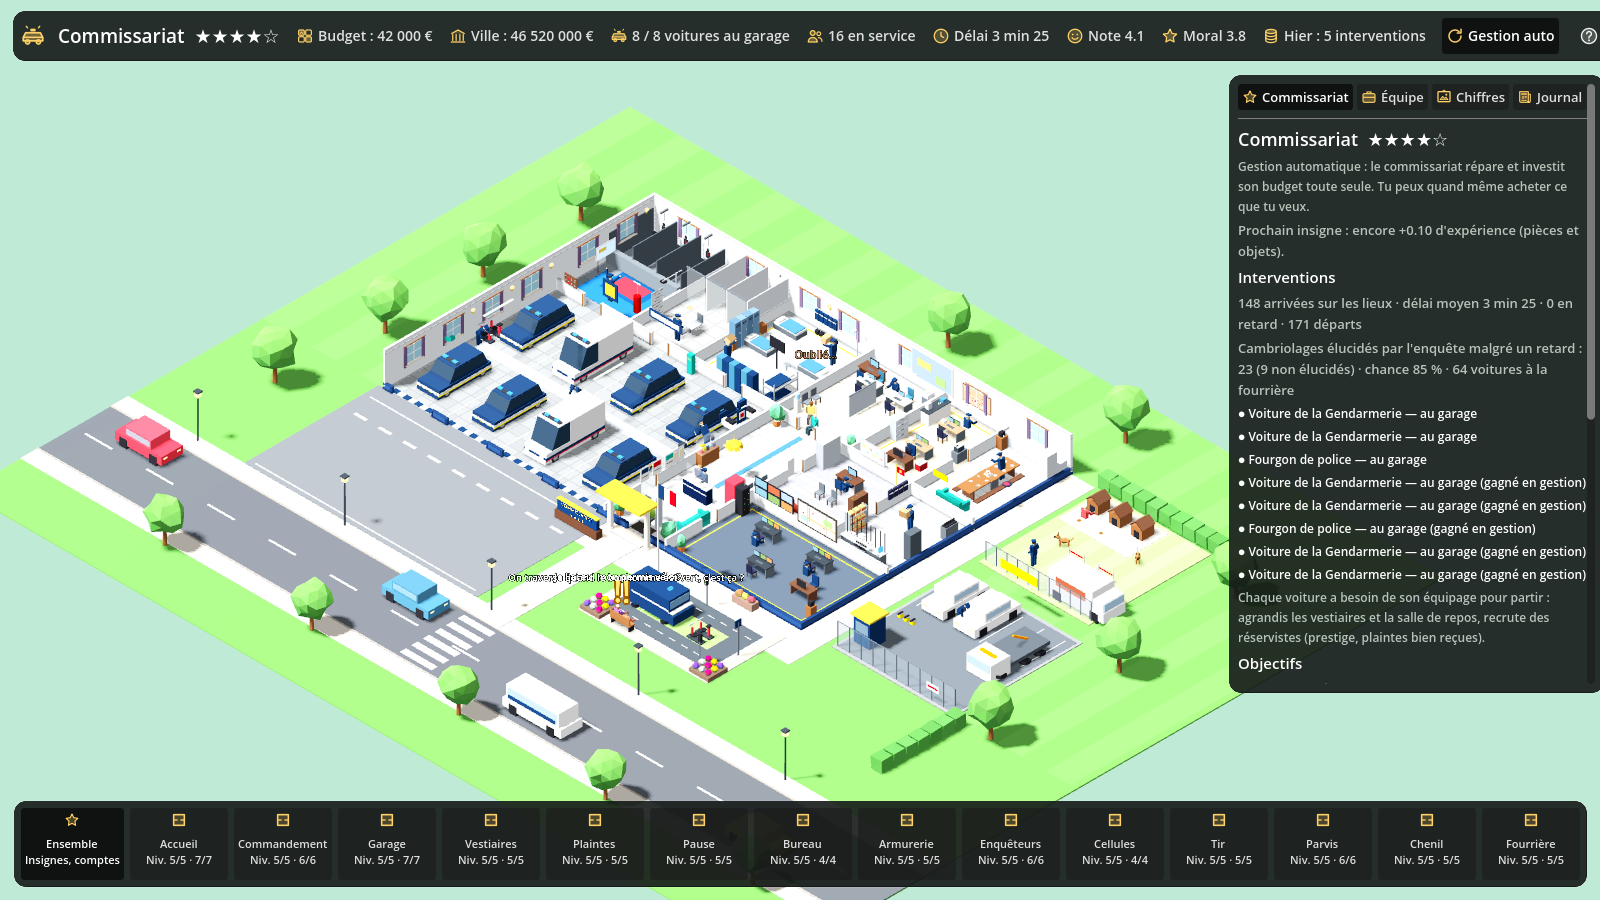 Commissariat ★★★★☆
Budget : 42 000 €
Ville : 46 520 000 €
8 / 8 voitures au garage
16 en service
Délai 3 min 25
Note 4.1
Moral 3.8
Hier : 5 interventions
Gestion auto
Commissariat
Équipe
Chiffres
Journal
Commissariat ★★★★☆
Gestion automatique : le commissariat répare et investit
son budget toute seule. Tu peux quand même acheter ce
que tu veux.
Prochain insigne : encore +0.10 d'expérience (pièces et
objets).
Interventions
148 arrivées sur les lieux · délai moyen 3 min 25 · 0 en
retard · 171 départs
Cambriolages élucidés par l'enquête malgré un retard :
23 (9 non élucidés) · chance 85 % · 64 voitures à la
fourrière
● Voiture de la Gendarmerie — au garage
● Voiture de la Gendarmerie — au garage
● Fourgon de police — au garage
● Voiture de la Gendarmerie — au garage (gagné en gestion)
● Voiture de la Gendarmerie — au garage (gagné en gestion)
● Fourgon de police — au garage (gagné en gestion)
● Voiture de la Gendarmerie — au garage (gagné en gestion)
● Voiture de la Gendarmerie — au garage (gagné en gestion)
Chaque voiture a besoin de son équipage pour partir :
agrandis les vestiaires et la salle de repos, recrute des
réservistes (prestige, plaintes bien reçues).
Objectifs
Ensemble
Insignes, comptes
Accueil
Niv. 5/5 · 7/7
Commandement
Niv. 5/5 · 6/6
Garage
Niv. 5/5 · 7/7
Vestiaires
Niv. 5/5 · 5/5
Plaintes
Niv. 5/5 · 5/5
Pause
Niv. 5/5 · 5/5
Bureau
Niv. 5/5 · 4/4
Armurerie
Niv. 5/5 · 5/5
Enquêteurs
Niv. 5/5 · 6/6
Cellules
Niv. 5/5 · 4/4
Tir
Niv. 5/5 · 5/5
Parvis
Niv. 5/5 · 6/6
Chenil
Niv. 5/5 · 5/5
Fourrière
Niv. 5/5 · 5/5